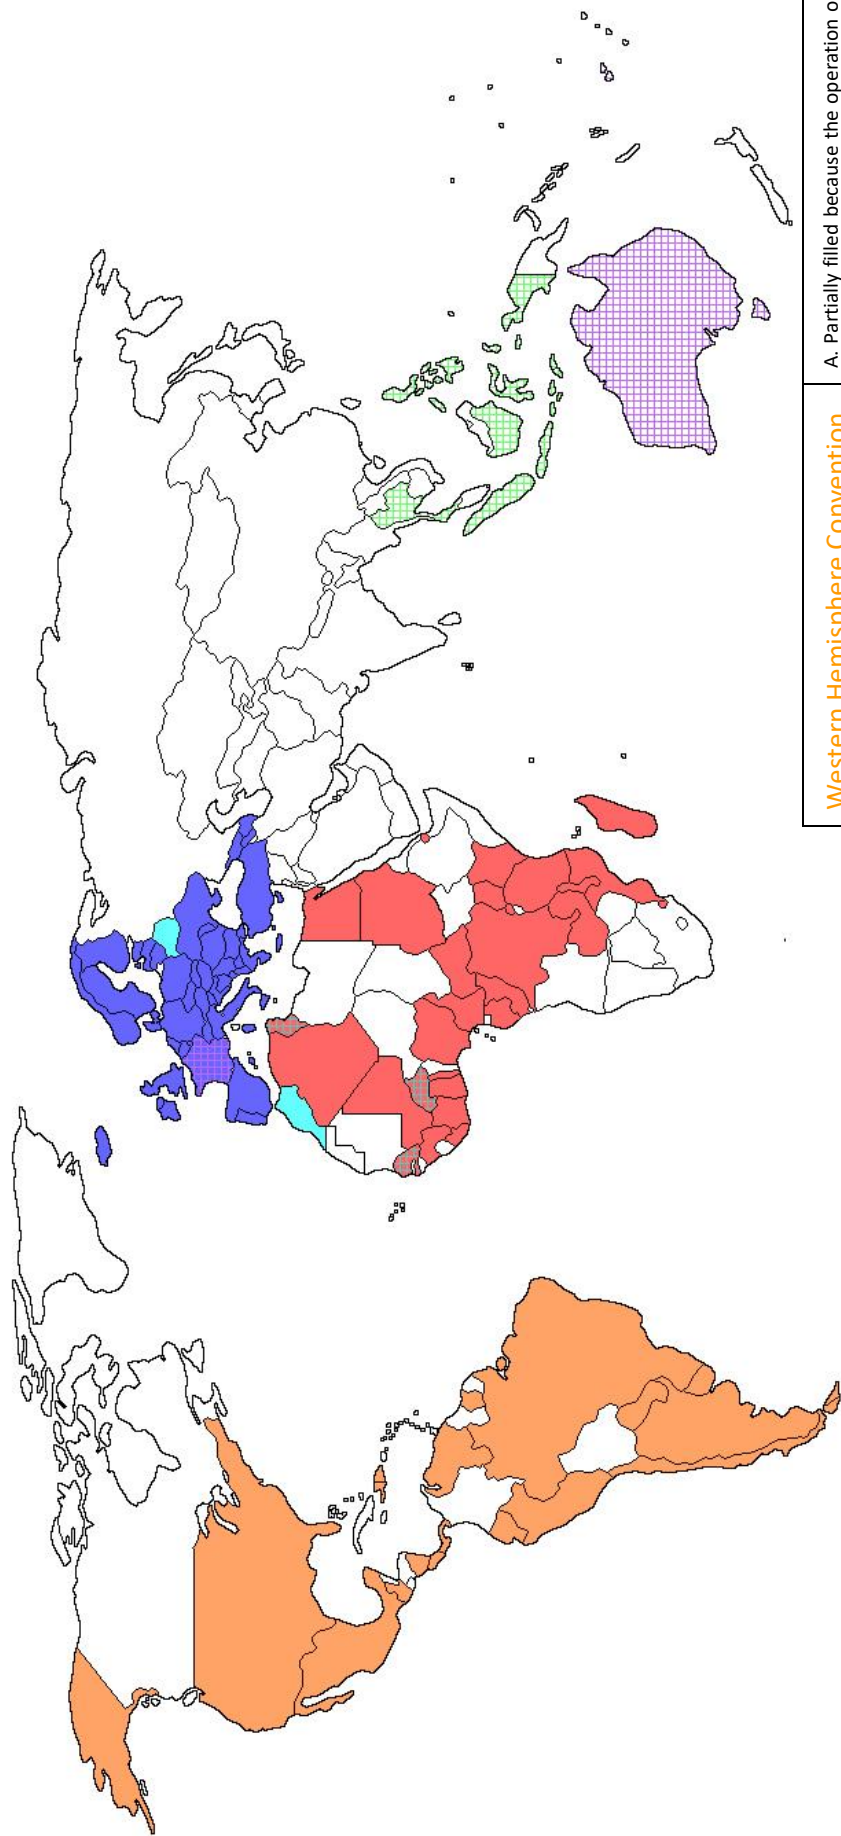 Western Hemisphere Convention
A. Partially filled because the operation o